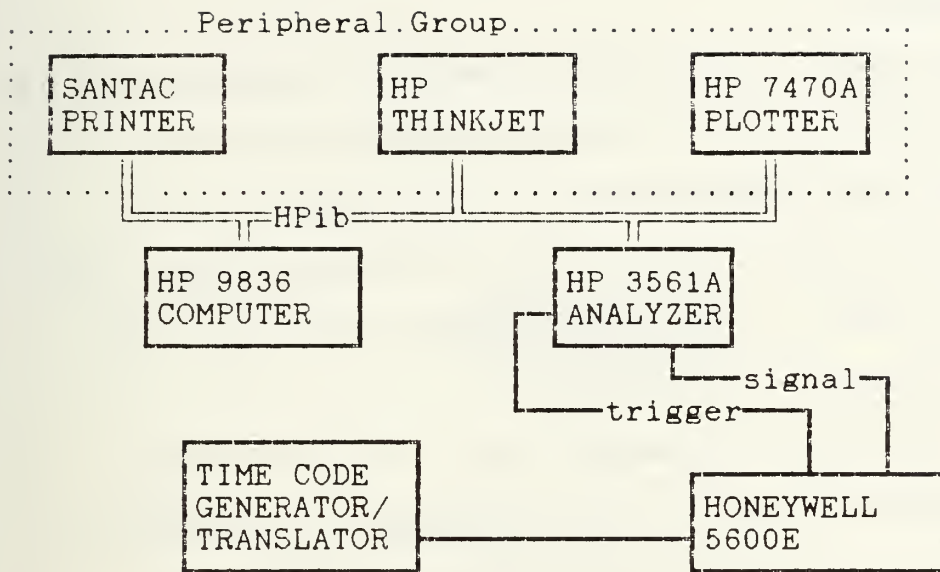 Peripheral Group
SANTAC
PRINTER
HP
THINKJET
HP 7470A
PLOTTER
HPib
HP 9836
COMPUTER
HP 3561A
ANALYZER
signal
trigger
TIME CODE
GENERATOR/
TRANSLATOR
HONEYWELL
5600E